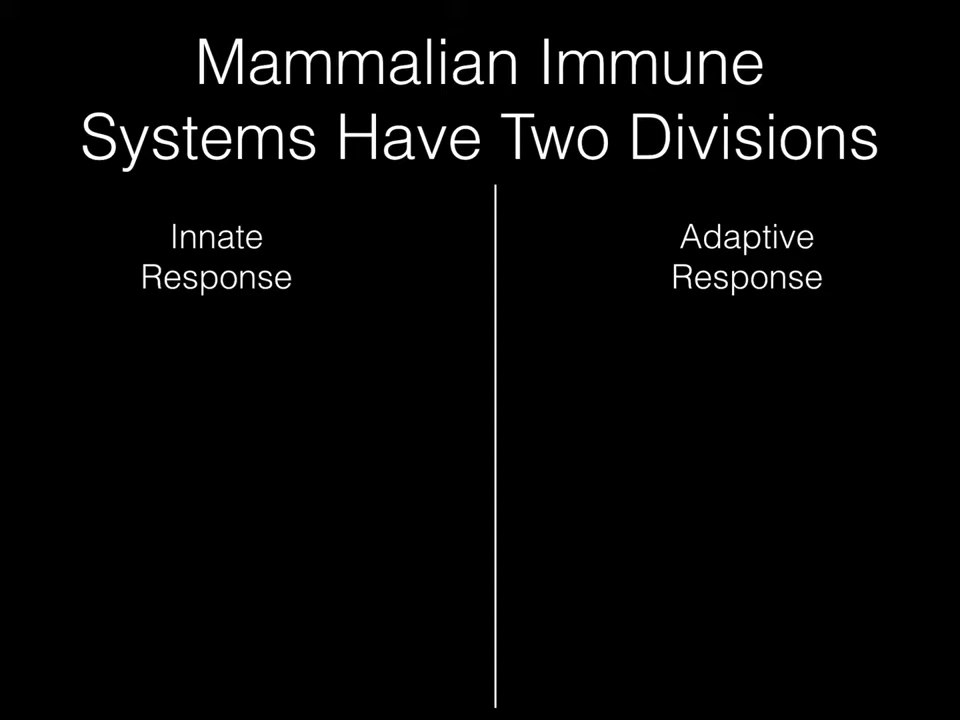 Mammalian Immune
Systems Have Two Divisions
Innate
Response
Adaptive
Response